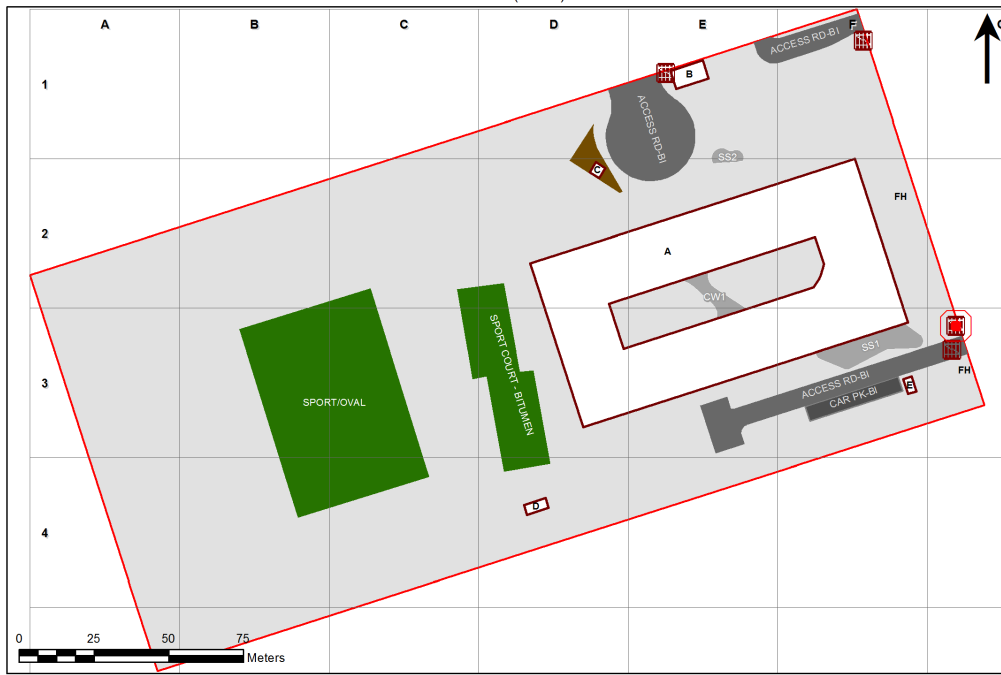 A B C D E F
ACCESS RD-BI
1
B
ACCESS RD-BI
SS2
C
FH
2
A
CW1
SPORT COURT - BITUMEN
SS1
3
FH
ACCESS RD-BI
E
CAR PK-BI
SPORT/OVAL
D
4
0 25 50 75
Meters